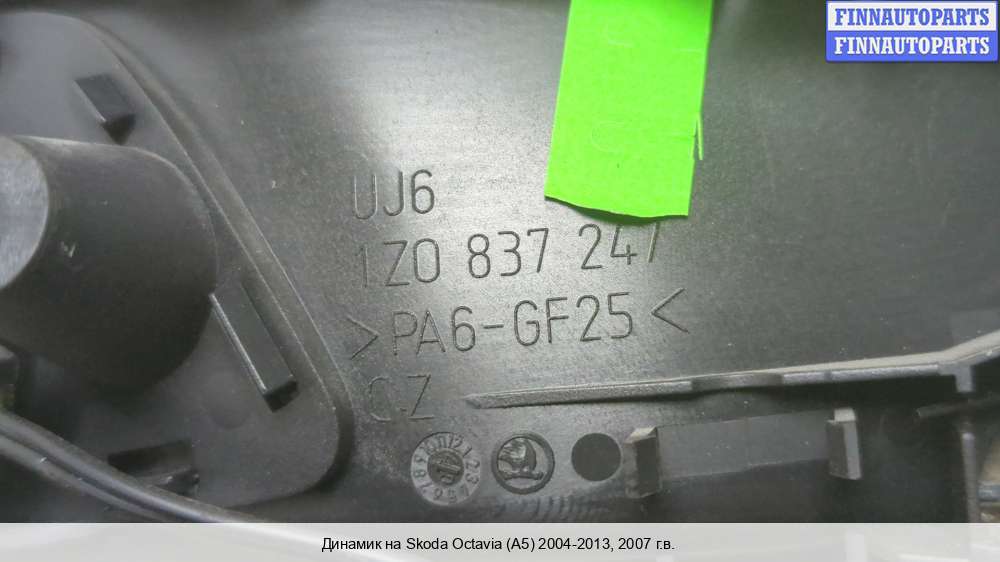 FINNAUTOPARTS
FINNAUTOPARTS
UJ6
1Z0 837 247
>PA6-GF25<
CZ
Динамик на Skoda Octavia (A5) 2004-2013, 2007 г.в.